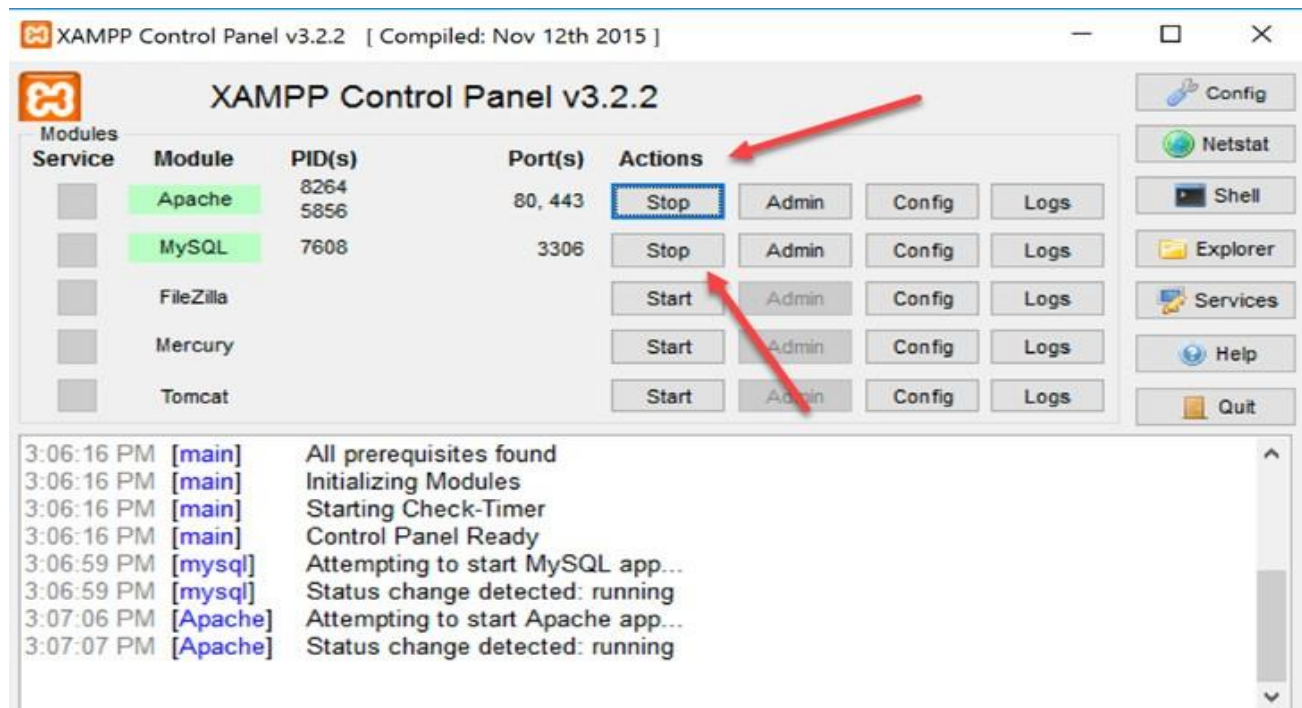 XAMPP Control Panel v3.2.2 [ Compiled: Nov 12th 2015 ]
XAMPP Control Panel v3.2.2
Config
Modules
Netstat
Service Module PID(s) Port(s) Actions
Apache 8264 5856 80, 443 Stop Admin Config Logs
Shell
MySQL 7608 3306 Stop Admin Config Logs
Explorer
FileZilla Start Admin Config Logs
Services
Mercury Start Admin Config Logs
Help
Tomcat Start Admin Config Logs
Quit
3:06:16 PM [main] All prerequisites found
3:06:16 PM [main] Initializing Modules
3:06:16 PM [main] Starting Check-Timer
3:06:16 PM [main] Control Panel Ready
3:06:59 PM [mysql] Attempting to start MySQL app...
3:06:59 PM [mysql] Status change detected: running
3:07:06 PM [Apache] Attempting to start Apache app...
3:07:07 PM [Apache] Status change detected: running